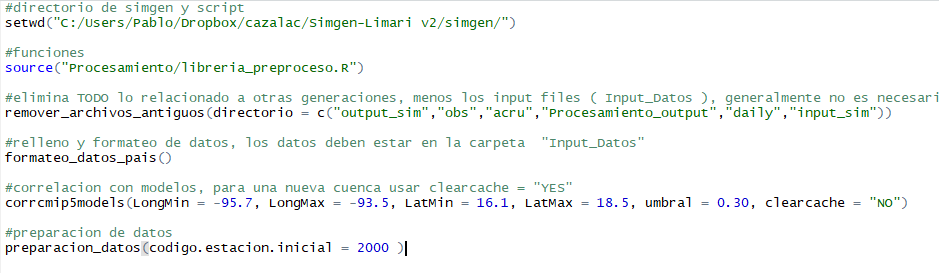 #directorio de simgen y script
setwd("C:/Users/Pablo/Dropbox/cazalac/Simgen-Limari v2/simgen/")
#funciones
source("Procesamiento/libreria_preproceso.R")
#elimina TODO lo relacionado a otras generaciones, menos los input files ( Input_Datos ), generalmente no es necesari
remover_archivos_antiguos(directorio = c("output_sim","obs","acru","Procesamiento_output","daily","input_sim"))
#relleno y formateo de datos, los datos deben estar en la carpeta  "Input_Datos"
formateo_datos_pais()
#correlacion con modelos, para una nueva cuenca usar clearcache = "YES"
corrcmip5models(LongMin = -95.7, LongMax = -93.5, LatMin = 16.1, LatMax = 18.5, umbral = 0.30, clearcache = "NO")
#preparacion de datos
preparacion_datos(codigo.estacion.inicial = 2000 )